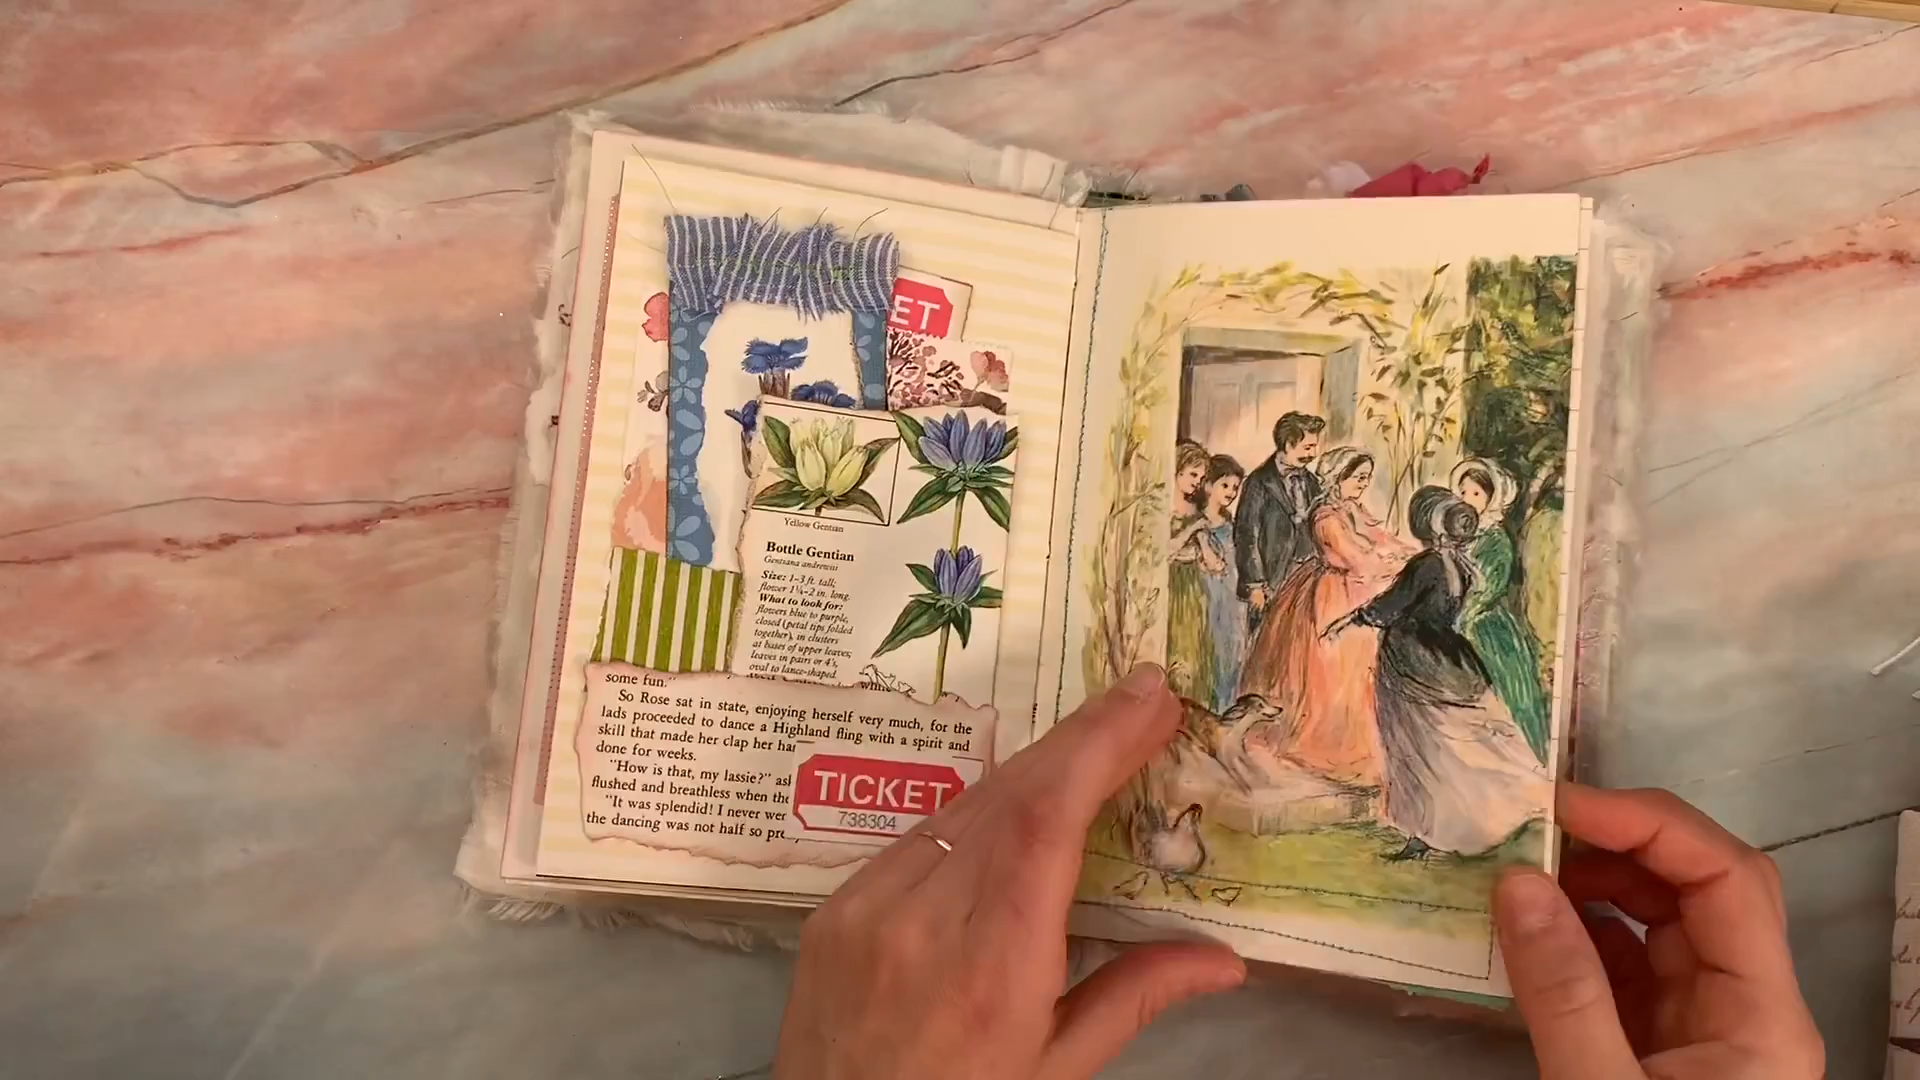 ET
Yellow Gentian
Bottle Gentian
Gentiana andrewsii
Size: 1-3 ft. tall;
flower 1¼-2 in. long.
What to look for:
flowers blue to purple,
closed (petal tips folded
together), in clusters
at bases of upper leaves;
leaves in pairs or 4's,
oval to lance-shaped.
some fun."
So Rose sat in state, enjoying herself very much, for the
lads proceeded to dance a Highland fling with a spirit and
skill that made her clap her
done for weeks.
"How is that, my lassie?"
flushed and breathless when the
"It was splendid! I never
the dancing was not half so
TICKET
738304